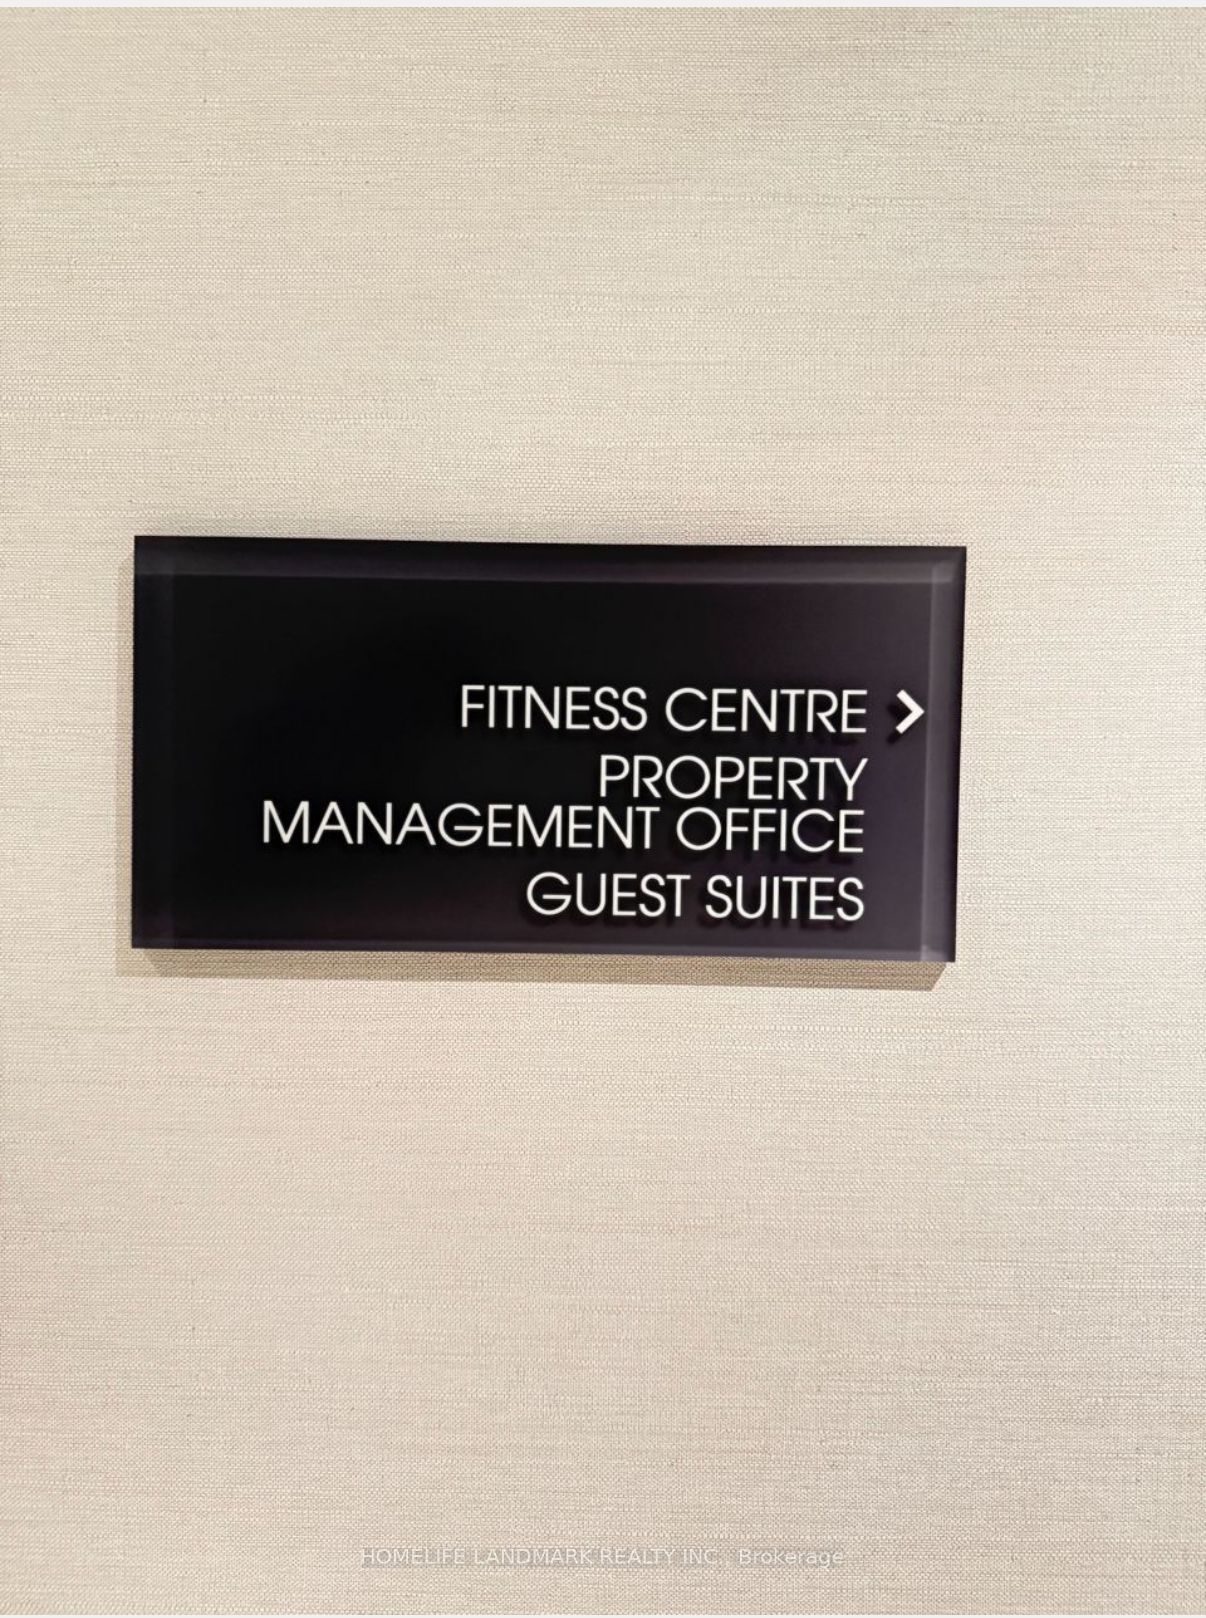 FITNESS CENTRE >
PROPERTY
MANAGEMENT OFFICE
GUEST SUITES
HOMELIFE LANDMARK REALTY INC., Brokerage